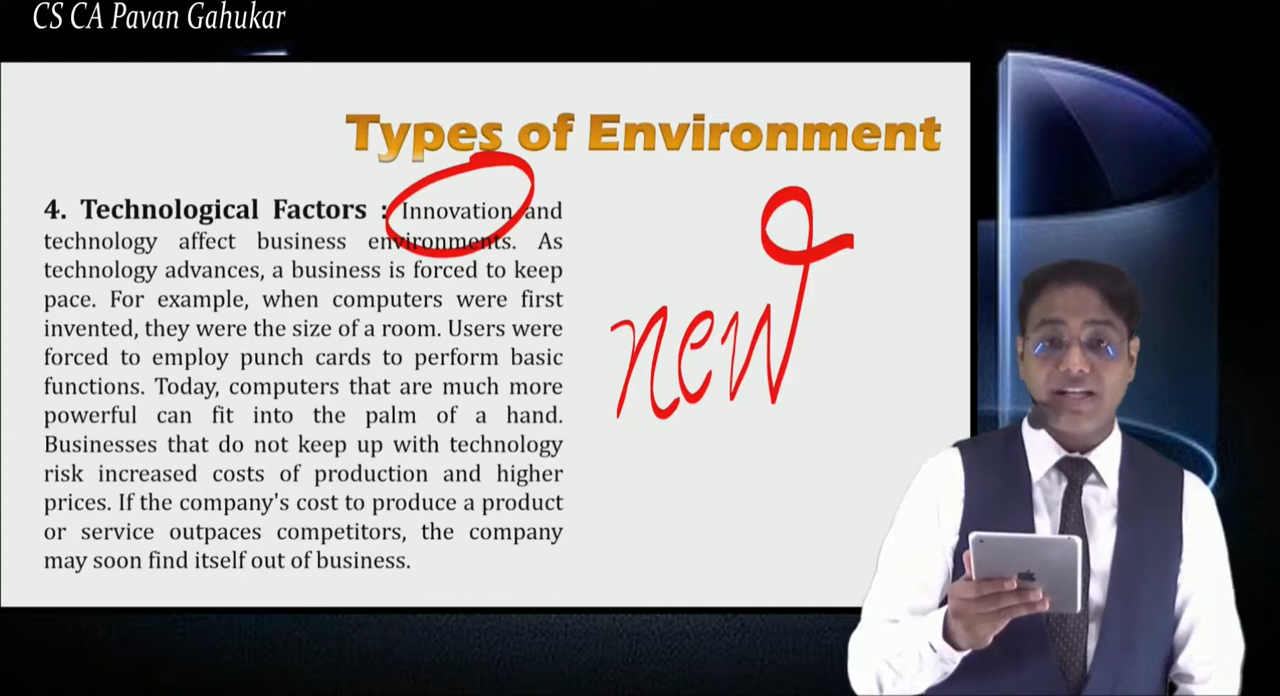 CS CA Pavan Gahukar
Types of Environment
4. Technological Factors : Innovation and
technology affect business environments. As
technology advances, a business is forced to keep
pace. For example, when computers were first
invented, they were the size of a room. Users were
forced to employ punch cards to perform basic
functions. Today, computers that are much more
powerful can fit into the palm of a hand.
Businesses that do not keep up with technology
risk increased costs of production and higher
prices. If the company's cost to produce a product
or service outpaces competitors, the company
may soon find itself out of business.
new